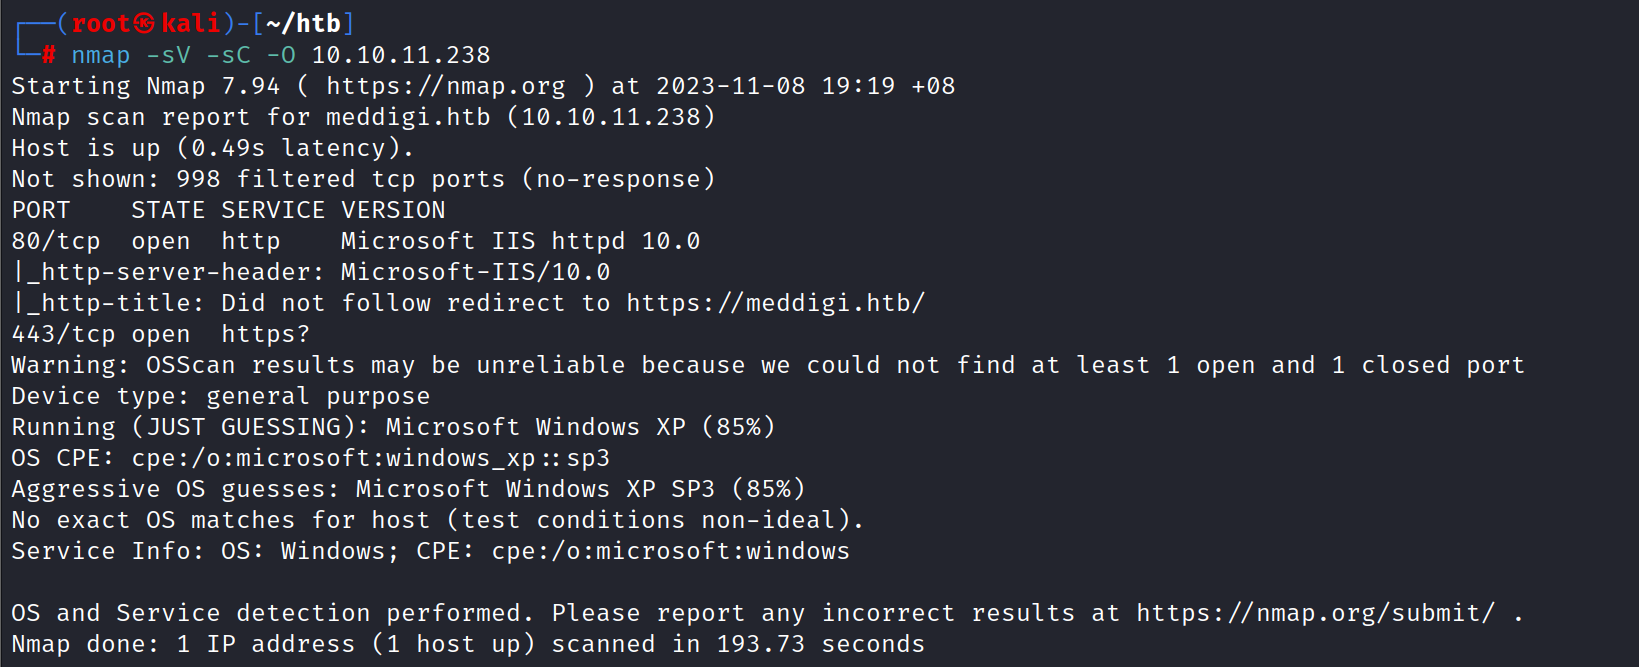 ┌──(root㉿kali)-[~/htb]
└─# nmap -sV -sC -O 10.10.11.238
Starting Nmap 7.94 ( https://nmap.org ) at 2023-11-08 19:19 +08
Nmap scan report for meddigi.htb (10.10.11.238)
Host is up (0.49s latency).
Not shown: 998 filtered tcp ports (no-response)
PORT    STATE SERVICE VERSION
80/tcp  open  http    Microsoft IIS httpd 10.0
|_http-server-header: Microsoft-IIS/10.0
|_http-title: Did not follow redirect to https://meddigi.htb/
443/tcp open  https?
Warning: OSScan results may be unreliable because we could not find at least 1 open and 1 closed port
Device type: general purpose
Running (JUST GUESSING): Microsoft Windows XP (85%)
OS CPE: cpe:/o:microsoft:windows_xp::sp3
Aggressive OS guesses: Microsoft Windows XP SP3 (85%)
No exact OS matches for host (test conditions non-ideal).
Service Info: OS: Windows; CPE: cpe:/o:microsoft:windows

OS and Service detection performed. Please report any incorrect results at https://nmap.org/submit/ .
Nmap done: 1 IP address (1 host up) scanned in 193.73 seconds